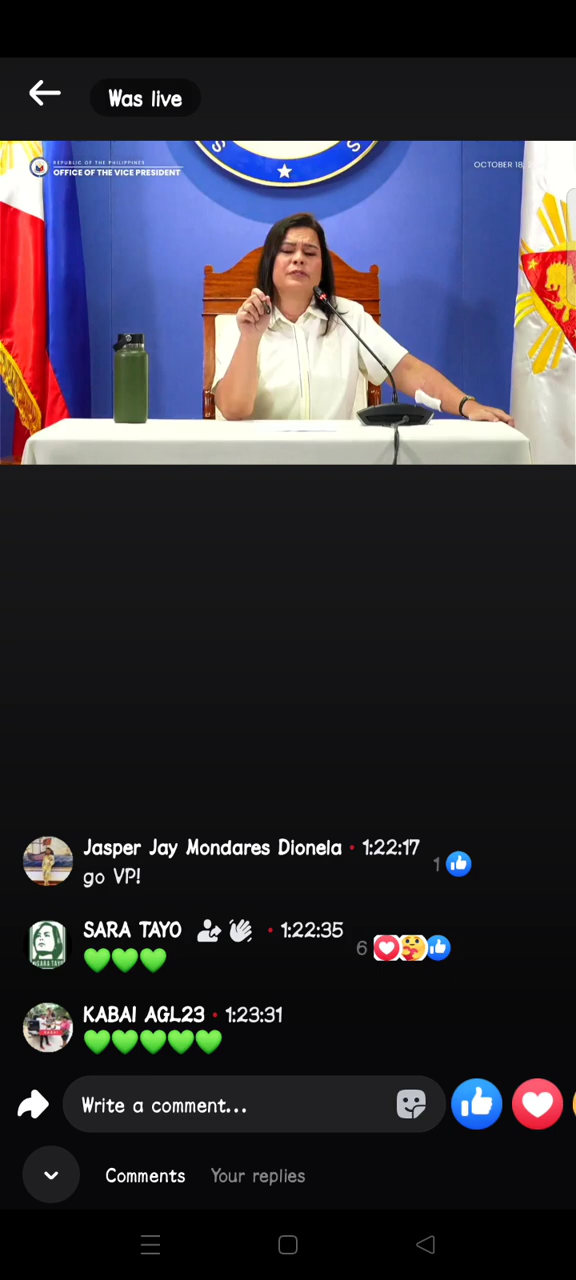 Was live
REPUBLIC OF THE PHILIPPINES
OFFICE OF THE VICE PRESIDENT
OCTOBER 18,
S
S
Jasper Jay Mondares Dionela • 1:22:17
go VP!
1
SARA TAYO • 1:22:35
6
KABAI AGL23 • 1:23:31
Write a comment...
Comments Your replies